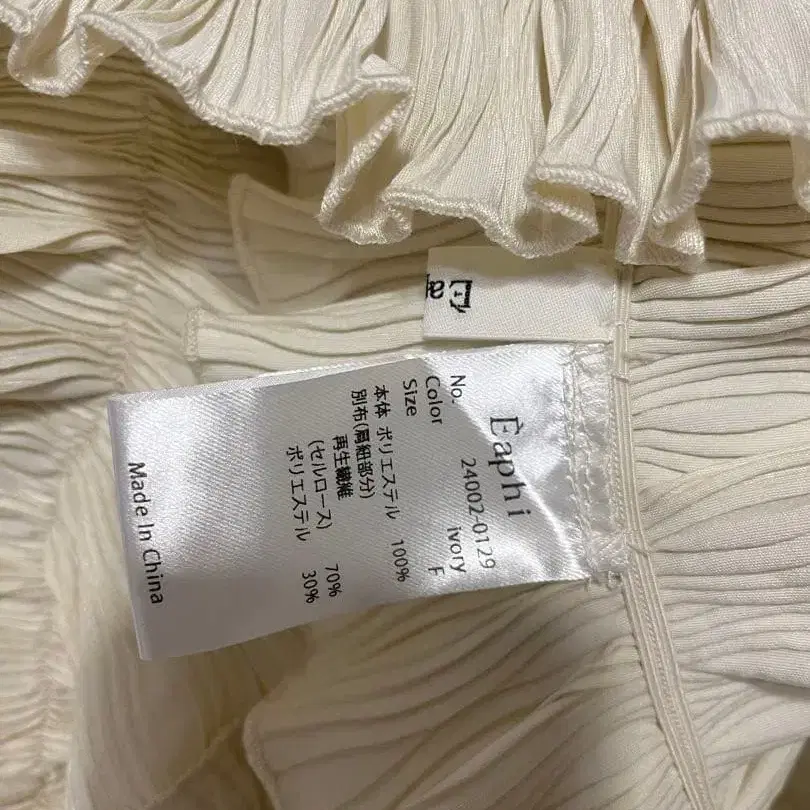 Ea
Ėaphi
No. 24002-0129
Color ivory
Size F
本体 ポリエステル 100%
別布(肩紐部分)
再生繊維
(セルロース) 70%
ポリエステル 30%
Made In China